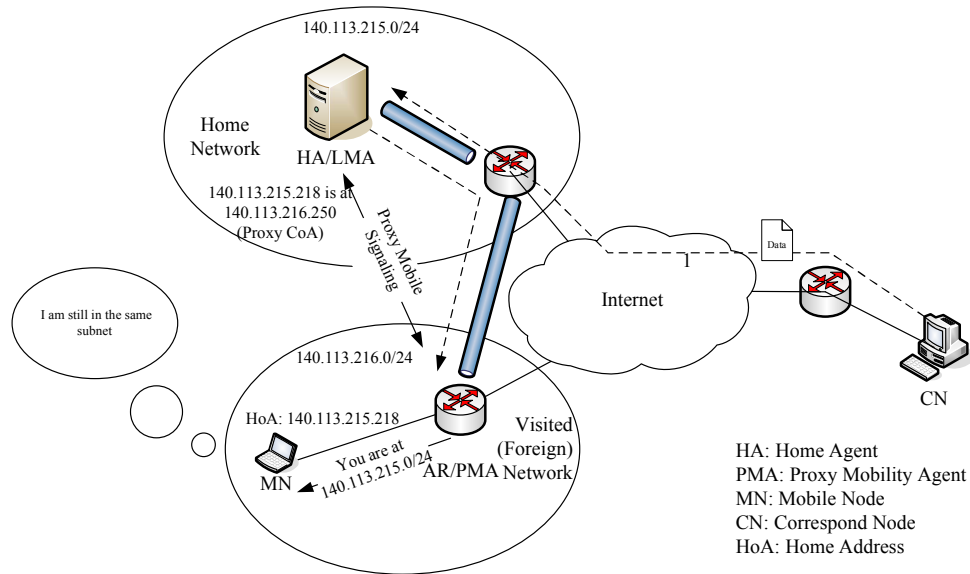 140.113.215.0/24
Home
Network
HA/LMA
140.113.215.218 is at
140.113.216.250
(Proxy CoA)
Proxy Mobile
Signaling
Data
1
Internet
I am still in the same
subnet
CN
140.113.216.0/24
HoA: 140.113.215.218
Visited
(Foreign)
Network
You are at
140.113.215.0/24
AR/PMA
MN
HA: Home Agent
PMA: Proxy Mobility Agent
MN: Mobile Node
CN: Correspond Node
HoA: Home Address